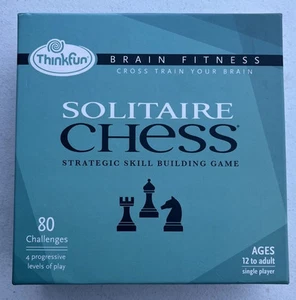 ThinkFun
BRAIN FITNESS
CROSS TRAIN YOUR BRAIN
SOLITAIRE
CHESS®
STRATEGIC SKILL BUILDING GAME
80
Challenges
4 progressive
levels of play
AGES
12 to adult
single player